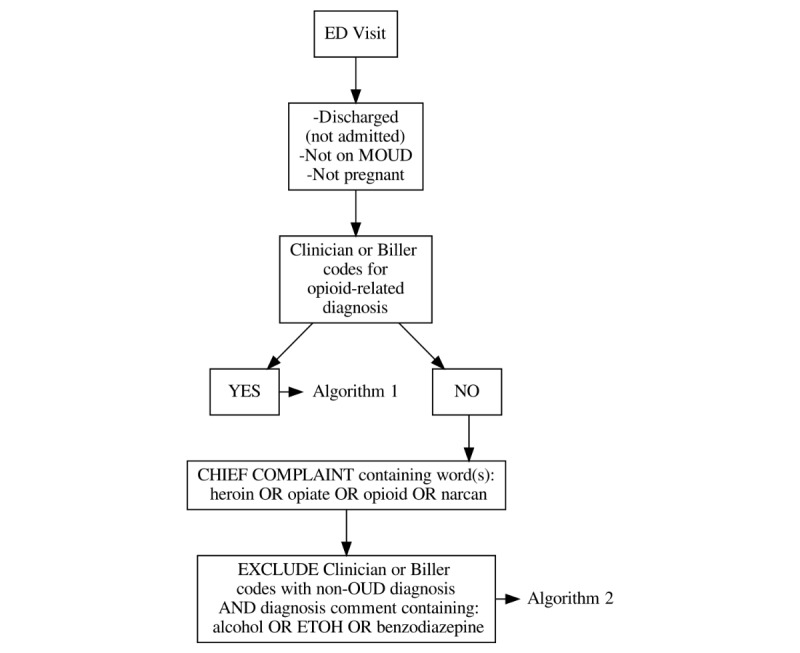 ED Visit
-Discharged
(not admitted)
-Not on MOUD
-Not pregnant
Clinician or Biller
codes for
opioid-related
diagnosis
YES
Algorithm 1
NO
CHIEF COMPLAINT containing word(s):
heroin OR opiate OR opioid OR narcan
EXCLUDE Clinician or Biller
codes with non-OUD diagnosis
AND diagnosis comment containing:
alcohol OR ETOH OR benzodiazepine
Algorithm 2